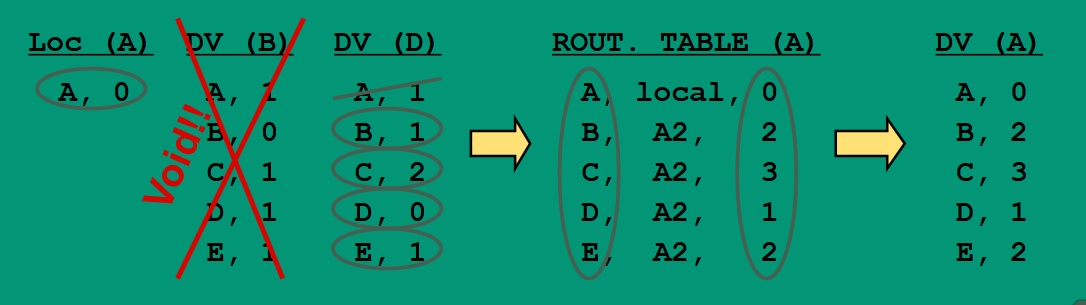 Loc (A) DV (B) DV (D) ROUT. TABLE (A) DV (A)
A, 0 A, 1 A, 1 A, local, 0 A, 0
B, 0 B, 1 B, A2, 2 B, 2
Void!! C, 1 C, 2 C, A2, 3 C, 3
D, 1 D, 0 D, A2, 1 D, 1
E, 1 E, 1 E, A2, 2 E, 2